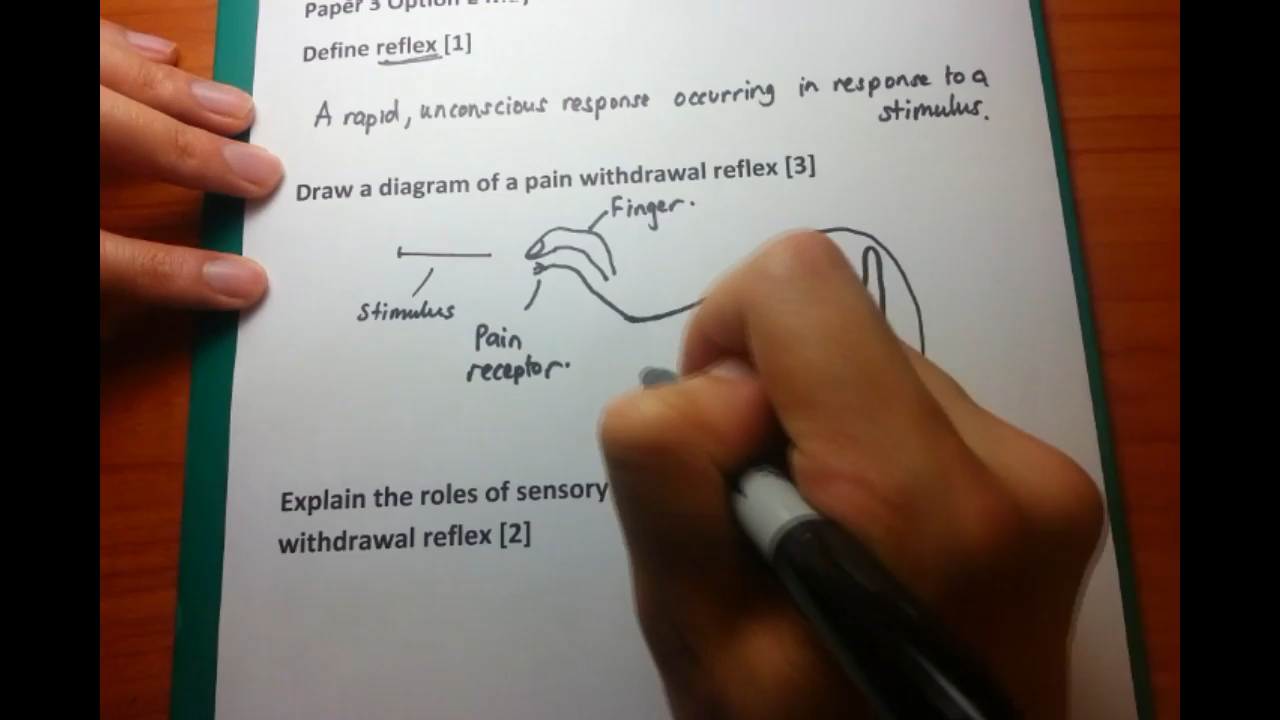 Paper 3 Option
Define reflex [1]
A rapid, unconscious response occurring in response to a
stimulus.
Draw a diagram of a pain withdrawal reflex [3]
Finger.
Stimulus
Pain
receptor.
Explain the roles of sensory
withdrawal reflex [2]